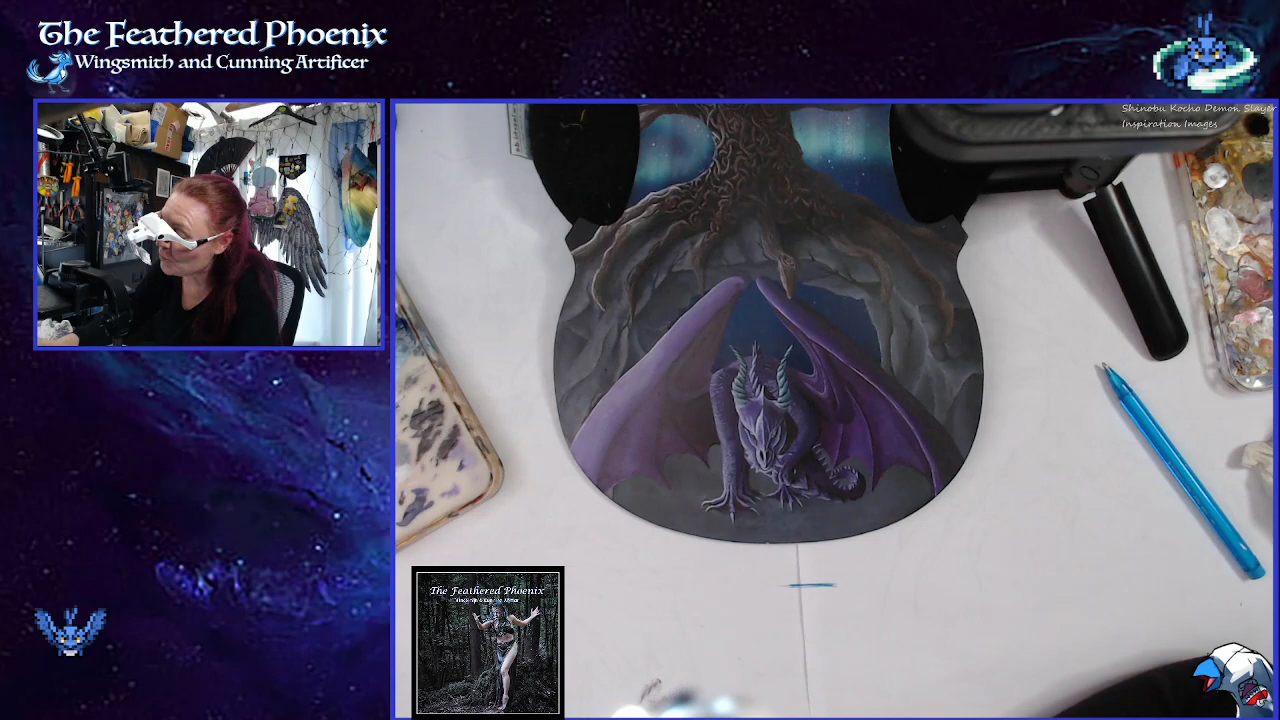 The Feathered Phoenix
Wingsmith and Cunning Artificer
Shinobu Kocho Demon Slayer
Inspiration Images
The Feathered Phoenix